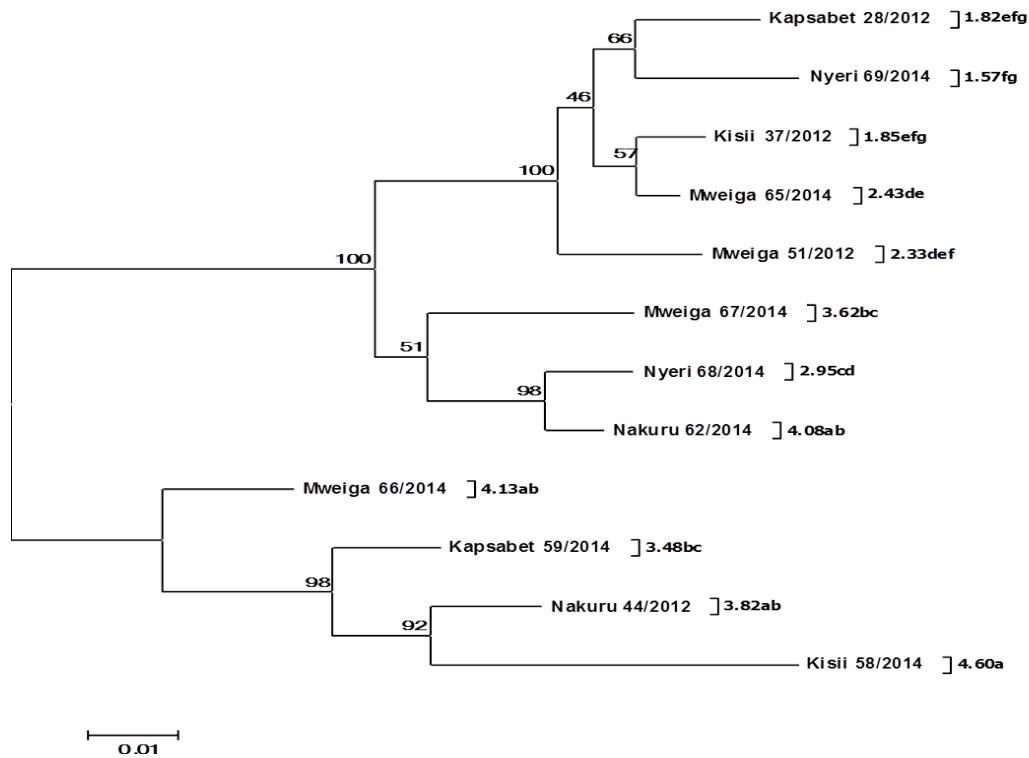 Kapsabet 28/2012 1.82efg
66
Nyeri 69/2014 1.57fg
46
Kisii 37/2012 1.85efg
57
100
Mweiga 65/2014 2.43de
Mweiga 51/2012 2.33def
100
Mweiga 67/2014 3.62bc
51
Nyeri 68/2014 2.95cd
98
Nakuru 62/2014 4.08ab
Mweiga 66/2014 4.13ab
Kapsabet 59/2014 3.48bc
98
Nakuru 44/2012 3.82ab
92
Kisii 58/2014 4.60a
0.01